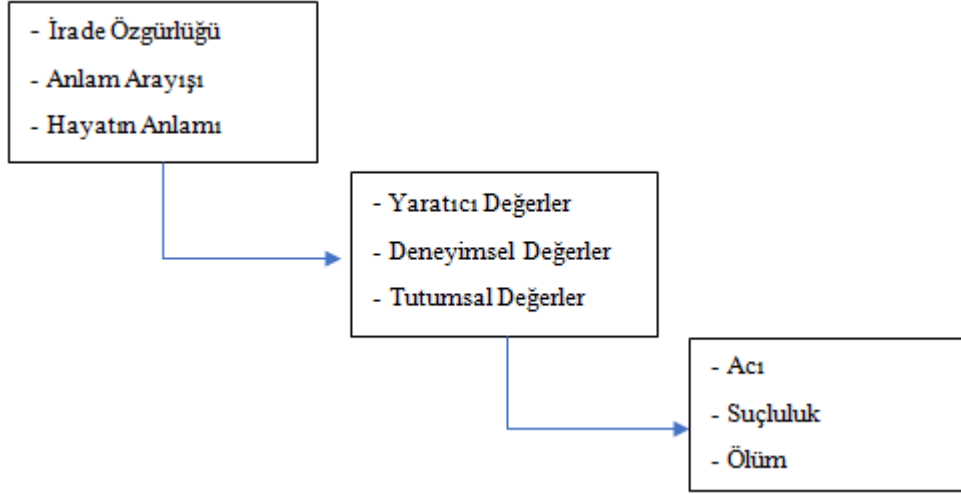 - İrade Özgürlüğü
- Anlam Arayışı
- Hayatın Anlamı
- Yaratıcı Değerler
- Deneyimsel Değerler
- Tutumsal Değerler
- Acı
- Suçluluk
- Ölüm